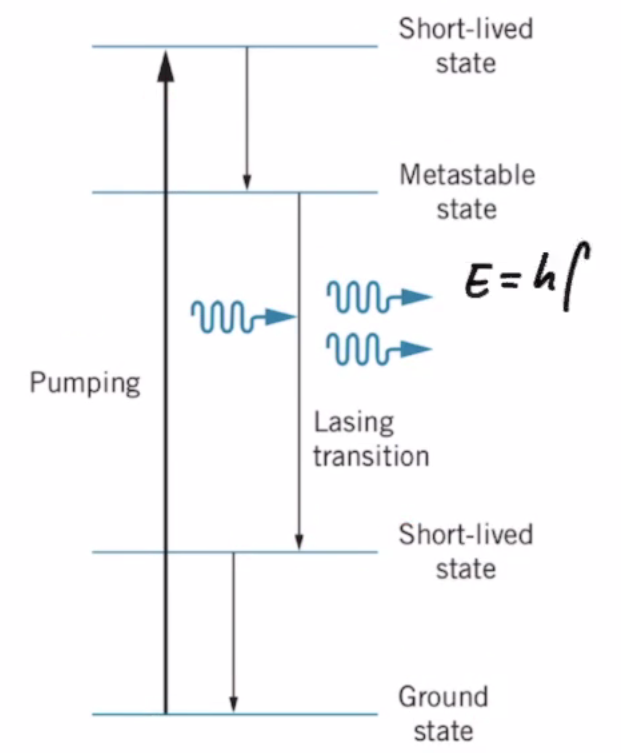 Short-lived
state
Metastable
state
E = hf
Pumping
Lasing
transition
Short-lived
state
Ground
state